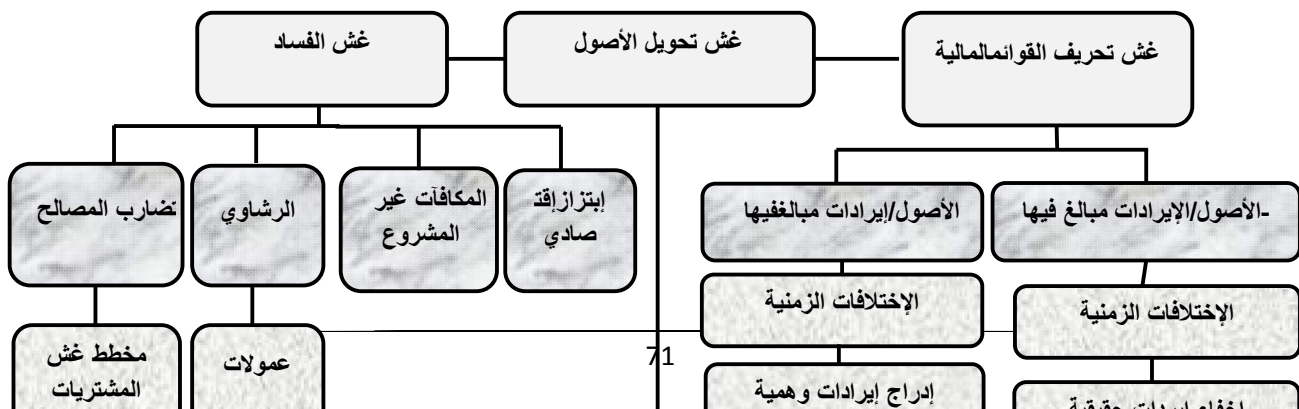 غش تحريف القوائمالمالية
غش تحويل الأصول
غش الفساد
-الأصول/الإيرادات مبالغ فيها
الأصول/إيرادات مبالغفيها
إبتزازإقت
صادي
المكافآت غير
المشروع
الرشاوي
تضارب المصالح
الإختلافات الزمنية
الإختلافات الزمنية
عمولات
مخطط غش
المشتريات
71
إدراج إيرادات وهمية